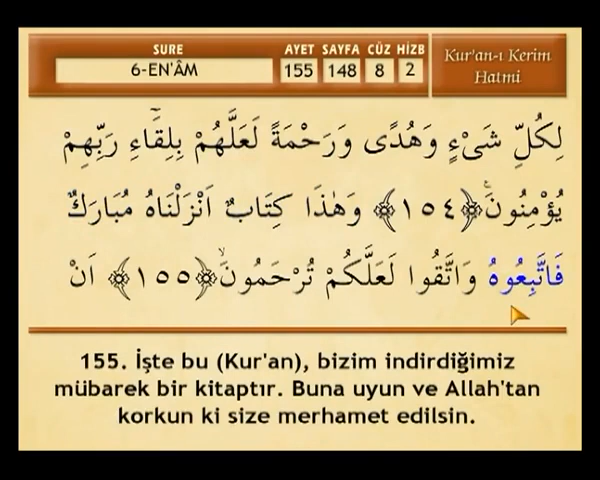 SURE AYET SAYFA CÜZ HİZB
6-EN'ÂM 155 148 8 2
Kur'an-ı Kerim
Hatmi
لِكُلِّ شَیْءٍ وَهُدًى وَرَحْمَةً لَعَلَّهُمْ بِلِقَٓاءِ رَبِّهِمْ
يُؤْمِنُونَۚ ﴿١٥٤﴾ وَهٰذَا كِتَابٌ اَنْزَلْنَاهُ مُبَارَكٌ
فَاتَّبِعُوهُ وَاتَّقُوا لَعَلَّكُمْ تُرْحَمُونَۙ ﴿١٥٥﴾ اَنْ
155. İşte bu (Kur'an), bizim indirdiğimiz
mübarek bir kitaptır. Buna uyun ve Allah'tan
korkun ki size merhamet edilsin.